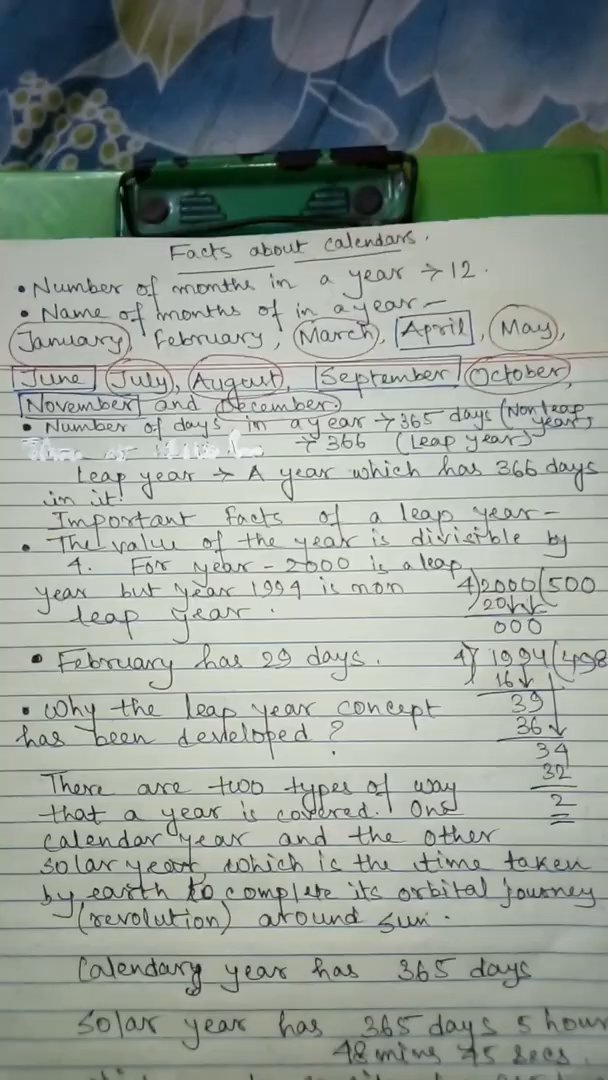 Facts about calendars.
• Number of months in a year → 12.
• Name of months of in a year –
January, February, March, April, May,
June, July, August, September, October,
November and December.
• Number of days in a year → 365 days (Non leap year)
→ 366 (Leap year)
Leap year → A year which has 366 days
in it.
Important facts of a leap year –
• The value of the year is divisible by
4. For year – 2000 is a leap
year but year 1994 is non
leap year.
4)2000(500
20↓↓
000
• February has 29 days.
4) 1994(498
16↓
39
36↓
34
32
2
• Why the leap year concept
has been developed?
There are two types of way
that a year is covered. One
calendar year and the other
solar year, which is the time taken
by earth to complete its orbital journey
(revolution) around sun.
Calendary year has 365 days
Solar year has 365 days 5 hour
48 mins 45 secs.